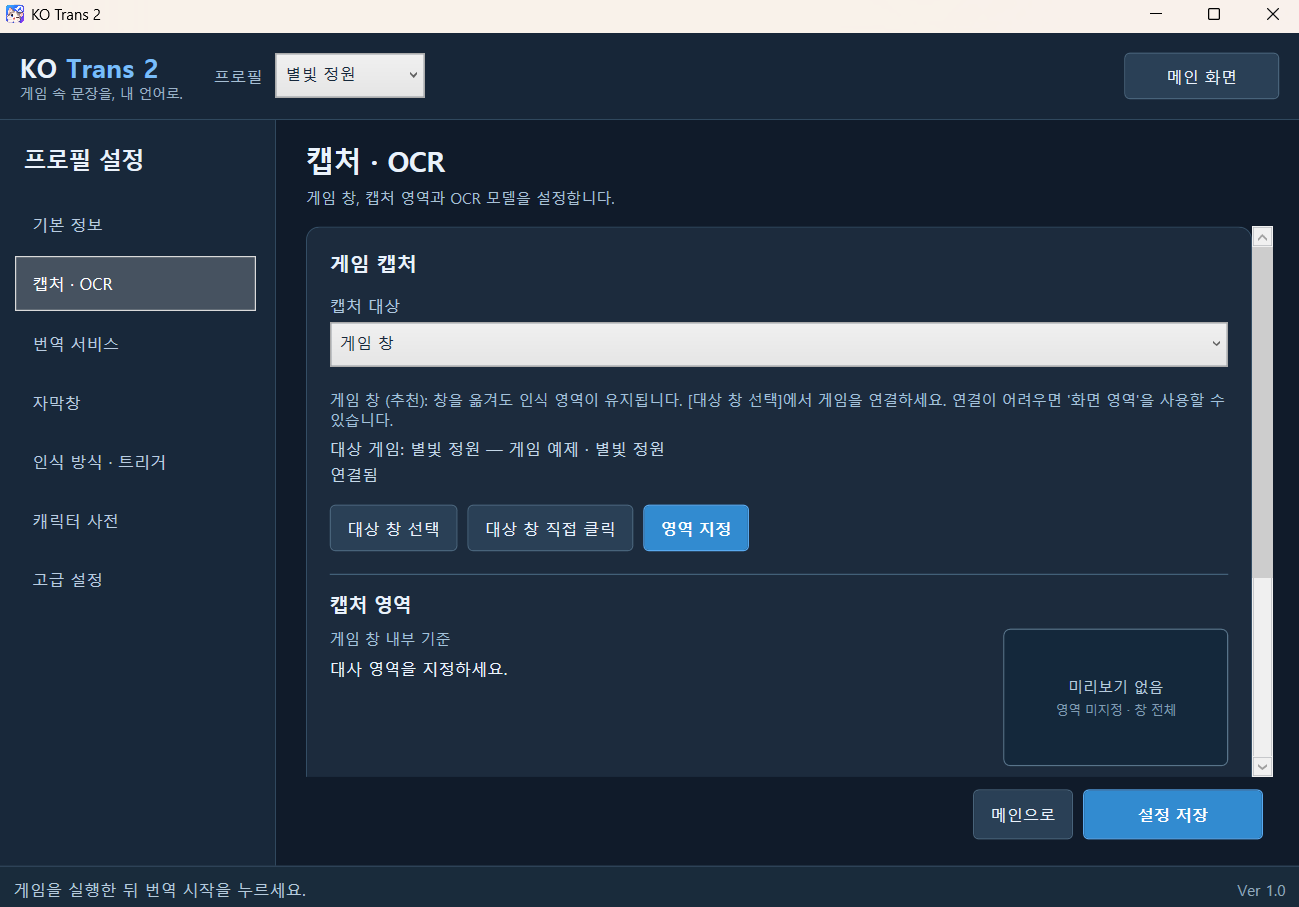 KO Trans 2
KO Trans 2
게임 속 문장을, 내 언어로.
프로필
별빛 정원
메인 화면
프로필 설정
기본 정보
캡처 · OCR
번역 서비스
자막창
인식 방식 · 트리거
캐릭터 사전
고급 설정
캡처 · OCR
게임 창, 캡처 영역과 OCR 모델을 설정합니다.
게임 캡처
캡처 대상
게임 창
게임 창 (추천): 창을 옮겨도 인식 영역이 유지됩니다. [대상 창 선택]에서 게임을 연결하세요. 연결이 어려우면 '화면 영역'을 사용할 수
있습니다.
대상 게임: 별빛 정원 — 게임 예제 · 별빛 정원
연결됨
대상 창 선택
대상 창 직접 클릭
영역 지정
캡처 영역
게임 창 내부 기준
대사 영역을 지정하세요.
미리보기 없음
영역 미지정 · 창 전체
메인으로
설정 저장
게임을 실행한 뒤 번역 시작을 누르세요.
Ver 1.0